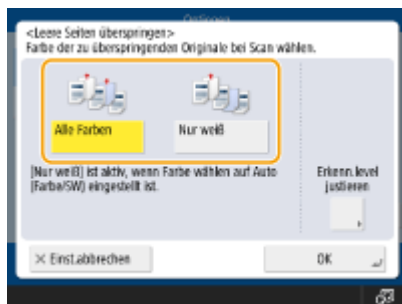 Optionen
<Leere Seiten überspringen>
Farbe der zu überspringenden Originale bei Scan wählen.
Alle Farben
Nur weiß
[Nur weiß] ist aktiv, wenn Farbe wählen auf Auto
(Farbe/SW) eingestellt ist.
Erkenn.level
justieren
× Einst.abbrechen
OK